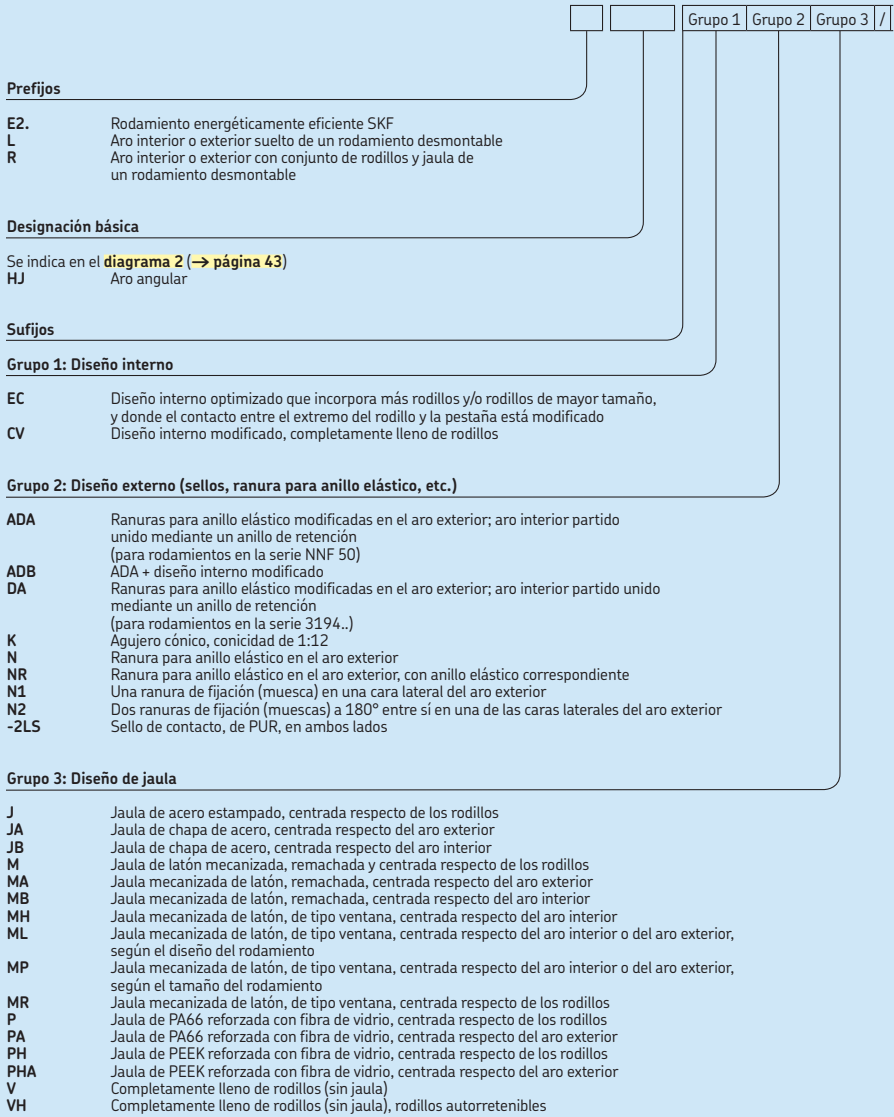 Grupo 1 Grupo 2 Grupo 3 /
Prefijos
E2. Rodamiento energéticamente eficiente SKF
L Aro interior o exterior suelto de un rodamiento desmontable
R Aro interior o exterior con conjunto de rodillos y jaula de
un rodamiento desmontable
Designación básica
Se indica en el diagrama 2 (→ página 43)
HJ Aro angular
Sufijos
Grupo 1: Diseño interno
EC Diseño interno optimizado que incorpora más rodillos y/o rodillos de mayor tamaño,
y donde el contacto entre el extremo del rodillo y la pestaña está modificado
CV Diseño interno modificado, completamente lleno de rodillos
Grupo 2: Diseño externo (sellos, ranura para anillo elástico, etc.)
ADA Ranuras para anillo elástico modificadas en el aro exterior; aro interior partido
unido mediante un anillo de retención
(para rodamientos en la serie NNF 50)
ADB ADA + diseño interno modificado
DA Ranuras para anillo elástico modificadas en el aro exterior; aro interior partido unido
mediante un anillo de retención
(para rodamientos en la serie 3194..)
K Agujero cónico, conicidad de 1:12
N Ranura para anillo elástico en el aro exterior
NR Ranura para anillo elástico en el aro exterior, con anillo elástico correspondiente
N1 Una ranura de fijación (muesca) en una cara lateral del aro exterior
N2 Dos ranuras de fijación (muescas) a 180° entre sí en una de las caras laterales del aro exterior
-2LS Sello de contacto, de PUR, en ambos lados
Grupo 3: Diseño de jaula
J Jaula de acero estampado, centrada respecto de los rodillos
JA Jaula de chapa de acero, centrada respecto del aro exterior
JB Jaula de chapa de acero, centrada respecto del aro interior
M Jaula de latón mecanizada, remachada y centrada respecto de los rodillos
MA Jaula mecanizada de latón, remachada, centrada respecto del aro exterior
MB Jaula mecanizada de latón, remachada, centrada respecto del aro interior
MH Jaula mecanizada de latón, de tipo ventana, centrada respecto del aro interior
ML Jaula mecanizada de latón, de tipo ventana, centrada respecto del aro interior o del aro exterior,
según el diseño del rodamiento
MP Jaula mecanizada de latón, de tipo ventana, centrada respecto del aro interior o del aro exterior,
según el tamaño del rodamiento
MR Jaula mecanizada de latón, de tipo ventana, centrada respecto de los rodillos
P Jaula de PA66 reforzada con fibra de vidrio, centrada respecto de los rodillos
PA Jaula de PA66 reforzada con fibra de vidrio, centrada respecto del aro exterior
PH Jaula de PEEK reforzada con fibra de vidrio, centrada respecto de los rodillos
PHA Jaula de PEEK reforzada con fibra de vidrio, centrada respecto del aro exterior
V Completamente lleno de rodillos (sin jaula)
VH Completamente lleno de rodillos (sin jaula), rodillos autorretenibles